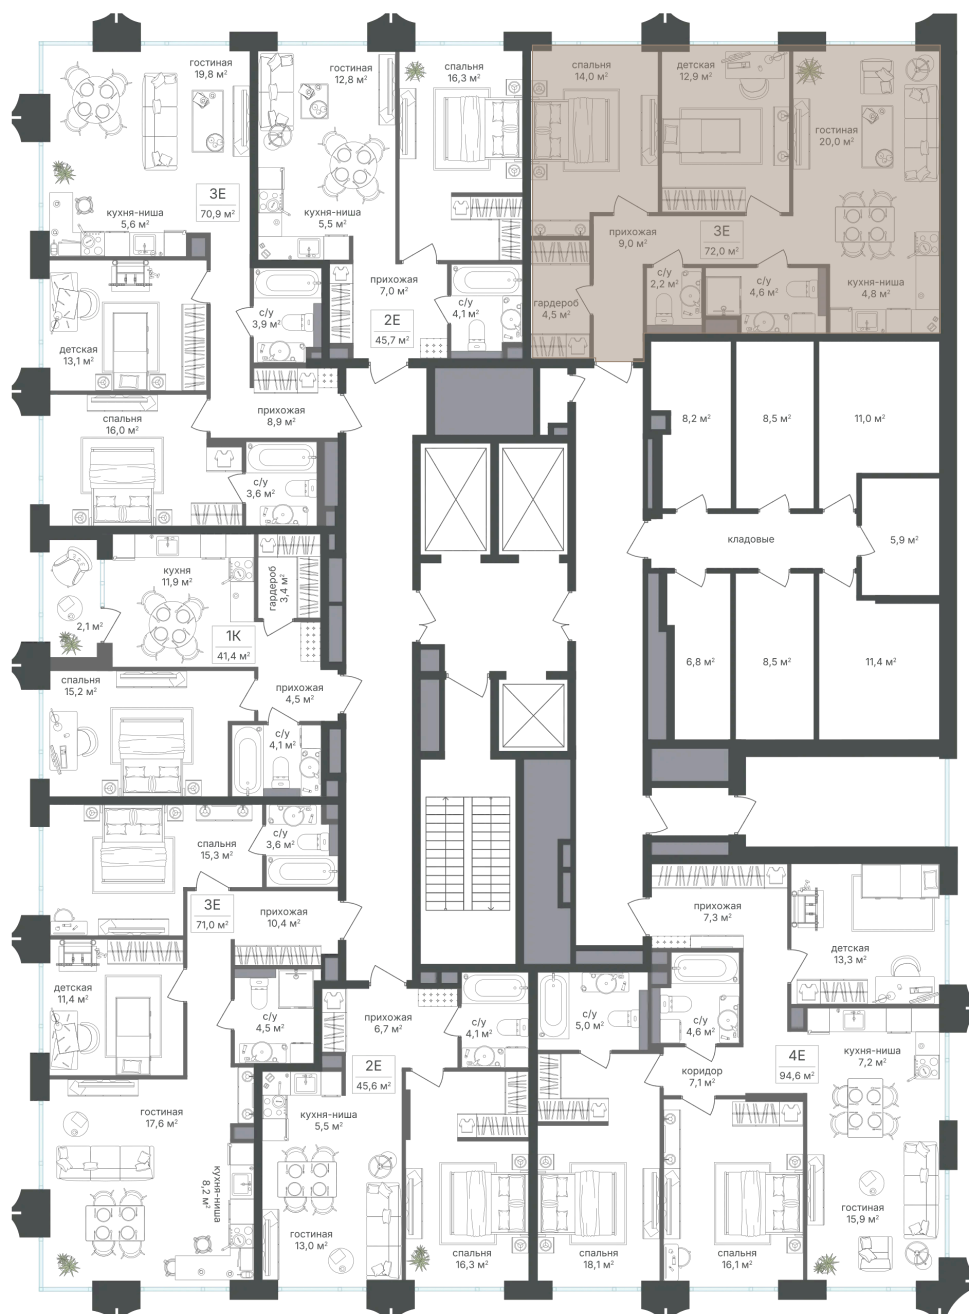 гостиная
19,8 м²
3Е
70,9 м²
кухня-ниша
5,6 м²
гостиная
12,8 м²
спальня
16,3 м²
кухня-ниша
5,5 м²
прихожая
7,0 м²
2Е
45,7 м²
с/у
4,1 м²
спальня
14,0 м²
детская
12,9 м²
гостиная
20,0 м²
прихожая
9,0 м²
3Е
72,0 м²
с/у
2,2 м²
с/у
4,6 м²
кухня-ниша
4,8 м²
гардероб
4,5 м²
с/у
3,9 м²
детская
13,1 м²
спальня
16,0 м²
прихожая
8,9 м²
с/у
3,6 м²
8,2 м²
8,5 м²
11,0 м²
кладовые
5,9 м²
6,8 м²
8,5 м²
11,4 м²
кухня
11,9 м²
гардероб
3,4 м²
2,1 м²
1К
41,4 м²
спальня
15,2 м²
прихожая
4,5 м²
с/у
4,1 м²
спальня
15,3 м²
с/у
3,6 м²
3Е
71,0 м²
прихожая
10,4 м²
детская
11,4 м²
с/у
4,5 м²
гостиная
17,6 м²
кухня-ниша
8,2 м²
прихожая
6,7 м²
с/у
4,1 м²
2Е
45,6 м²
кухня-ниша
5,5 м²
гостиная
13,0 м²
спальня
16,3 м²
с/у
5,0 м²
с/у
4,6 м²
прихожая
7,3 м²
детская
13,3 м²
коридор
7,1 м²
4Е
94,6 м²
кухня-ниша
7,2 м²
гостиная
15,9 м²
спальня
18,1 м²
спальня
16,1 м²